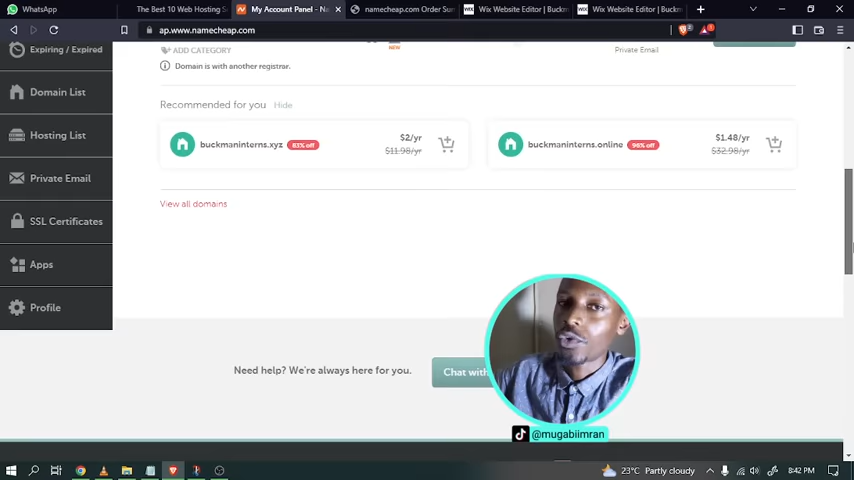 WhatsApp
The Best 10 Web Hosting S
My Account Panel - Na
namecheap.com Order Sum
Wix Website Editor | Buckm
Wix Website Editor | Buckm
ap.www.namecheap.com
Expiring / Expired
Domain List
Hosting List
Private Email
SSL Certificates
Apps
Profile
ADD CATEGORY
NEW
Private Email
Domain is with another registrar.
Recommended for you Hide
buckmaninterns.xyz 83% off
$2/yr
$11.98/yr
buckmaninterns.online 96% off
$1.48/yr
$32.98/yr
View all domains
Need help? We're always here for you.
Chat with
@mugabiimran
23°C Partly cloudy
8:42 PM